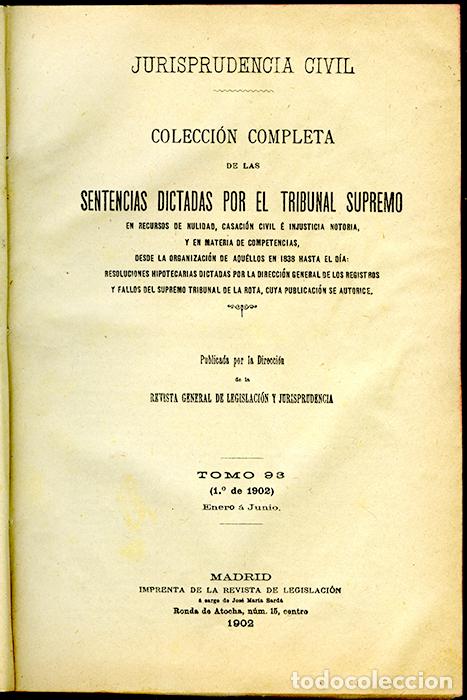 JURISPRUDENCIA CIVIL
COLECCIÓN COMPLETA
DE LAS
SENTENCIAS DICTADAS POR EL TRIBUNAL SUPREMO
EN RECURSOS DE NULIDAD, CASACIÓN CIVIL É INJUSTICIA NOTORIA,
Y EN MATERIA DE COMPETENCIAS,
DESDE LA ORGANIZACIÓN DE AQUÉLLOS EN 1838 HASTA EL DÍA:
RESOLUCIONES HIPOTECARIAS DICTADAS POR LA DIRECCIÓN GENERAL DE LOS REGISTROS
Y FALLOS DEL SUPREMO TRIBUNAL DE LA ROTA, CUYA PUBLICACIÓN SE AUTORICE.
Publicada por la Dirección
de la
REVISTA GENERAL DE LEGISLACIÓN Y JURISPRUDENCIA
TOMO 93
(1.º de 1902)
Enero á Junio.
MADRID
IMPRENTA DE LA REVISTA DE LEGISLACIÓN
á cargo de José María Sardá
Ronda de Atocha, núm. 15, centro
1902
todocoleccion